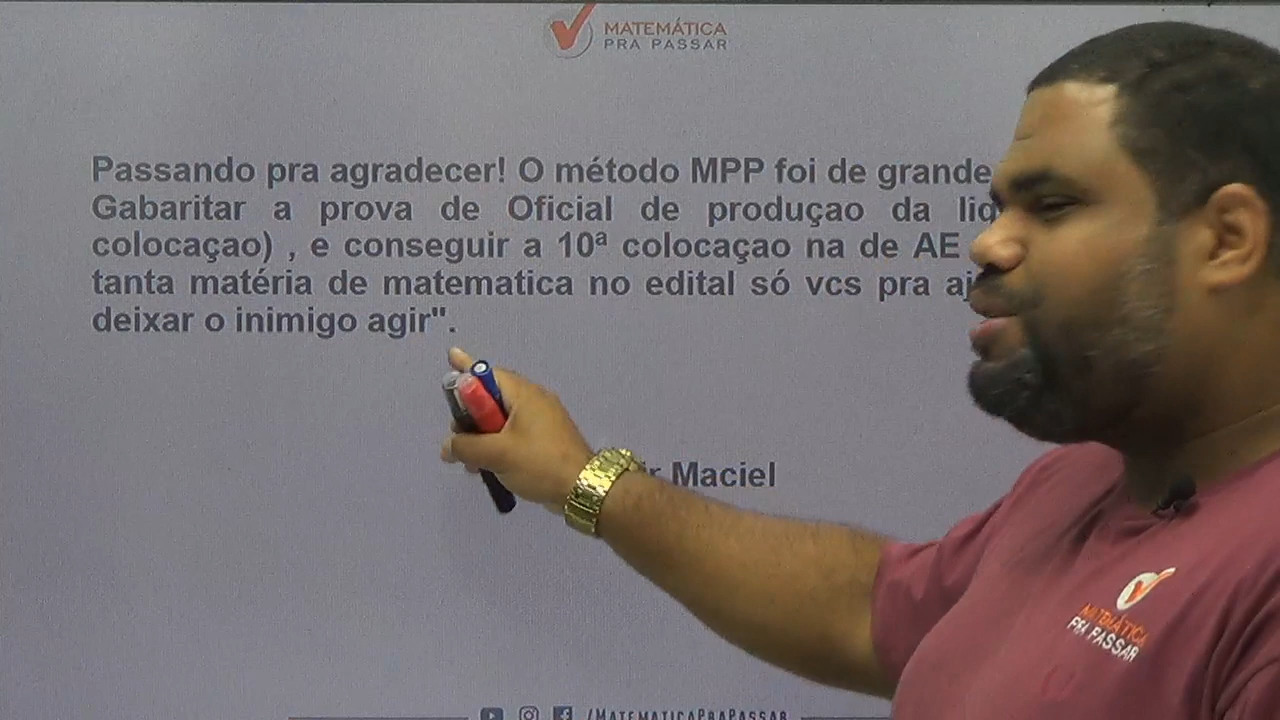 MATEMÁTICA
PRA PASSAR
Passando pra agradecer! O método MPP foi de grande
Gabaritar a prova de Oficial de produçao da
colocaçao) , e conseguir a 10ª colocaçao na de AE
tanta matéria de matematica no edital só vcs pra
deixar o inimigo agir".
Maciel
MATEMÁTICA
PRA PASSAR
/MATEMATICAPRAPASSAR